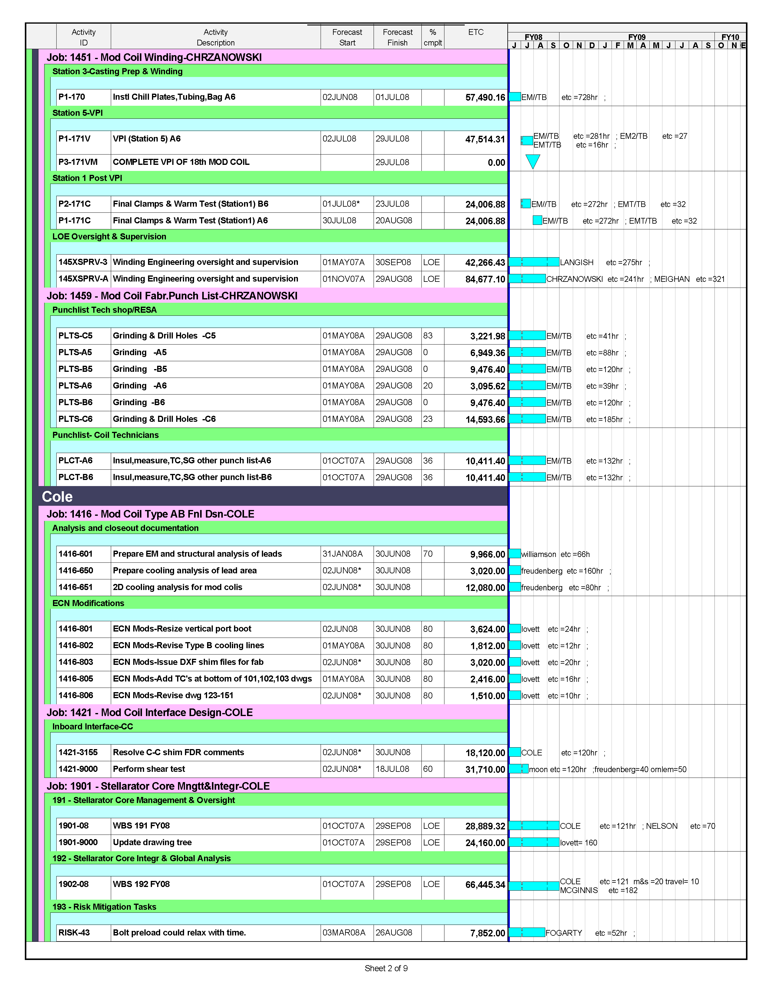 Activity ID Activity Description Forecast Start Forecast Finish % cmplt ETC FY08 FY09 FY10
J J A S O N D J F M A M J J A S O N E
Job: 1451 - Mod Coil Winding-CHRZANOWSKI
Station 3-Casting Prep & Winding
P1-170 Instl Chill Plates,Tubing,Bag A6 02JUN08 01JUL08 57,490.16 EM//TB etc =728hr ;
Station 5-VPI
P1-171V VPI (Station 5) A6 02JUL08 29JUL08 47,514.31 EM//TB etc =281hr ; EM2/TB etc =27
EMT/TB etc =16hr ;
P3-171VM COMPLETE VPI OF 18th MOD COIL 29JUL08 0.00
Station 1 Post VPI
P2-171C Final Clamps & Warm Test (Station1) B6 01JUL08* 23JUL08 24,006.88 EM//TB etc =272hr ; EMT/TB etc =32
P1-171C Final Clamps & Warm Test (Station1) A6 30JUL08 20AUG08 24,006.88 EM//TB etc =272hr ; EMT/TB etc =32
LOE Oversight & Supervision
145XSPRV-3 Winding Engineering oversight and supervision 01MAY07A 30SEP08 LOE 42,266.43 LANGISH etc =275hr ;
145XSPRV-A Winding Engineering oversight and supervision 01NOV07A 29AUG08 LOE 84,677.10 CHRZANOWSKI etc =241hr ; MEIGHAN etc =321
Job: 1459 - Mod Coil Fabr.Punch List-CHRZANOWSKI
Punchlist Tech shop/RESA
PLTS-C5 Grinding & Drill Holes -C5 01MAY08A 29AUG08 83 3,221.98 EM//TB etc =41hr ;
PLTS-A5 Grinding -A5 01MAY08A 29AUG08 0 6,949.36 EM//TB etc =88hr ;
PLTS-B5 Grinding -B5 01MAY08A 29AUG08 0 9,476.40 EM//TB etc =120hr ;
PLTS-A6 Grinding -A6 01MAY08A 29AUG08 20 3,095.62 EM//TB etc =39hr ;
PLTS-B6 Grinding -B6 01MAY08A 29AUG08 0 9,476.40 EM//TB etc =120hr ;
PLTS-C6 Grinding & Drill Holes -C6 01MAY08A 29AUG08 23 14,593.66 EM//TB etc =185hr ;
Punchlist- Coil Technicians
PLCT-A6 Insul,measure,TC,SG other punch list-A6 01OCT07A 29AUG08 36 10,411.40 EM//TB etc =132hr ;
PLCT-B6 Insul,measure,TC,SG other punch list-B6 01OCT07A 29AUG08 36 10,411.40 EM//TB etc =132hr ;
Cole
Job: 1416 - Mod Coil Type AB Fnl Dsn-COLE
Analysis and closeout documentation
1416-601 Prepare EM and structural analysis of leads 31JAN08A 30JUN08 70 9,966.00 williamson etc =66h
1416-650 Prepare cooling analysis of lead area 02JUN08* 30JUN08 3,020.00 freudenberg etc =160hr ;
1416-651 2D cooling analysis for mod colis 02JUN08* 30JUN08 12,080.00 freudenberg etc =80hr ;
ECN Modifications
1416-801 ECN Mods-Resize vertical port boot 02JUN08 30JUN08 80 3,624.00 lovett etc =24hr ;
1416-802 ECN Mods-Revise Type B cooling lines 01MAY08A 30JUN08 80 1,812.00 lovett etc =12hr ;
1416-803 ECN Mods-Issue DXF shim files for fab 02JUN08* 30JUN08 80 3,020.00 lovett etc =20hr ;
1416-805 ECN Mods-Add TC's at bottom of 101,102,103 dwgs 01MAY08A 30JUN08 80 2,416.00 lovett etc =16hr ;
1416-806 ECN Mods-Revise dwg 123-151 02JUN08* 30JUN08 80 1,510.00 lovett etc =10hr ;
Job: 1421 - Mod Coil Interface Design-COLE
Inboard Interface-CC
1421-3155 Resolve C-C shim FDR comments 02JUN08* 30JUN08 18,120.00 COLE etc =120hr ;
1421-9000 Perform shear test 02JUN08* 18JUL08 60 31,710.00 moon etc =120hr ;freudenberg=40 ornlem=50
Job: 1901 - Stellarator Core Mngtt&Integr-COLE
191 - Stellarator Core Management & Oversight
1901-08 WBS 191 FY08 01OCT07A 29SEP08 LOE 28,889.32 COLE etc =121hr ; NELSON etc =70
1901-9000 Update drawing tree 01OCT07A 29SEP08 LOE 24,160.00 lovett= 160
192 - Stellarator Core Integr & Global Analysis
1902-08 WBS 192 FY08 01OCT07A 29SEP08 LOE 66,445.34 COLE etc =121 m&s =20 travel= 10
MCGINNIS etc =182
193 - Risk Mitigation Tasks
RISK-43 Bolt preload could relax with time. 03MAR08A 26AUG08 7,852.00 FOGARTY etc =52hr ;
Sheet 2 of 9